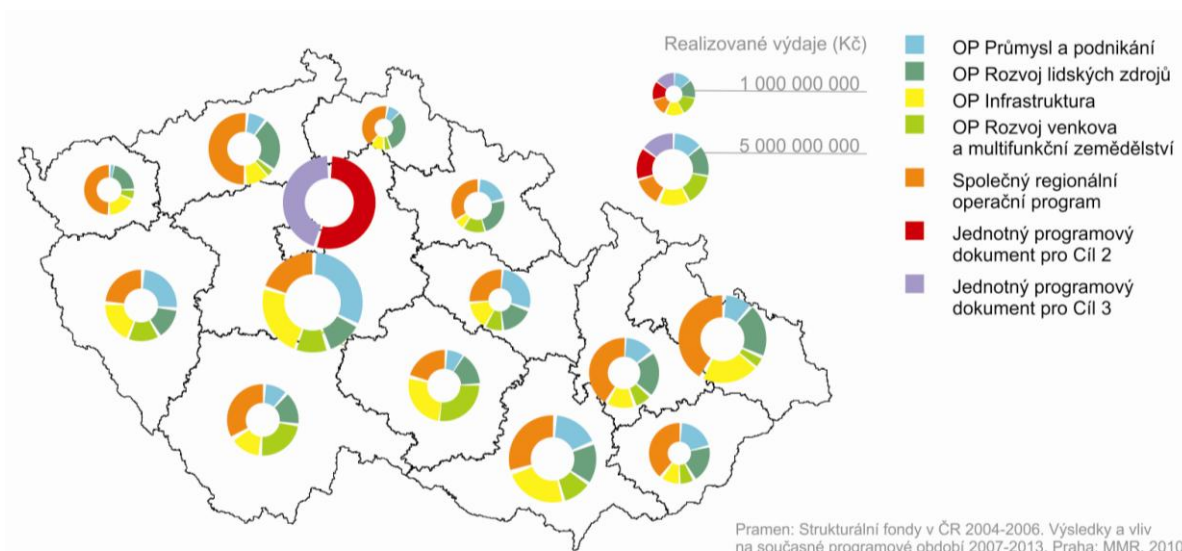 Realizované výdaje (Kč)
1 000 000 000
5 000 000 000
OP Průmysl a podnikání
OP Rozvoj lidských zdrojů
OP Infrastruktura
OP Rozvoj venkova
a multifunkční zemědělství
Společný regionální
operační program
Jednotný programový
dokument pro Cíl 2
Jednotný programový
dokument pro Cíl 3
Pramen: Strukturální fondy v ČR 2004-2006. Výsledky a vliv
na současné programové období 2007-2013. Praha: MMR, 2010